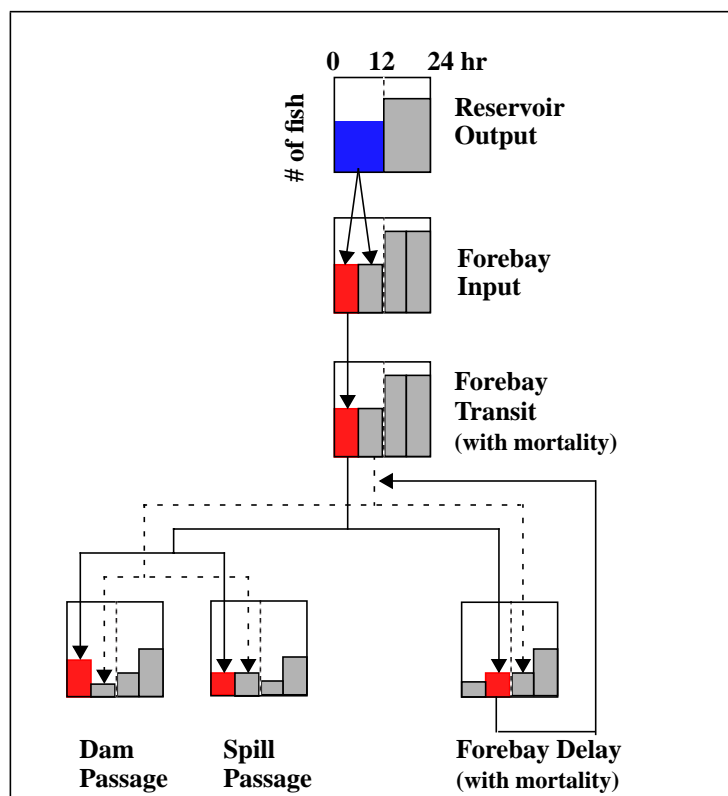 0 12 24 hr
# of fish
Reservoir
Output
Forebay
Input
Forebay
Transit
(with mortality)
Dam
Passage
Spill
Passage
Forebay Delay
(with mortality)